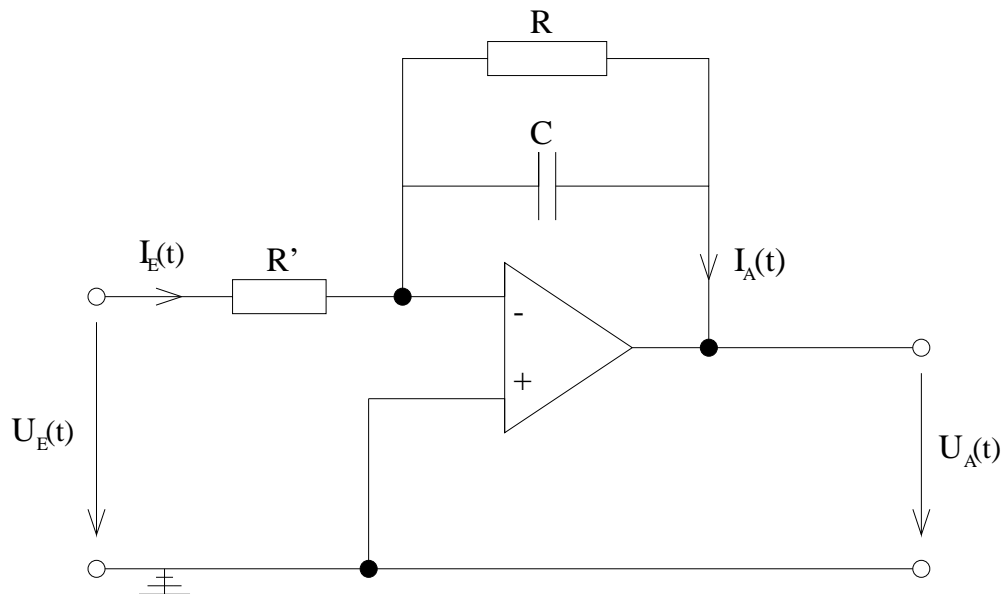 R
C
I_E(t)
R’
I_A(t)
-
+
U_E(t)
U_A(t)